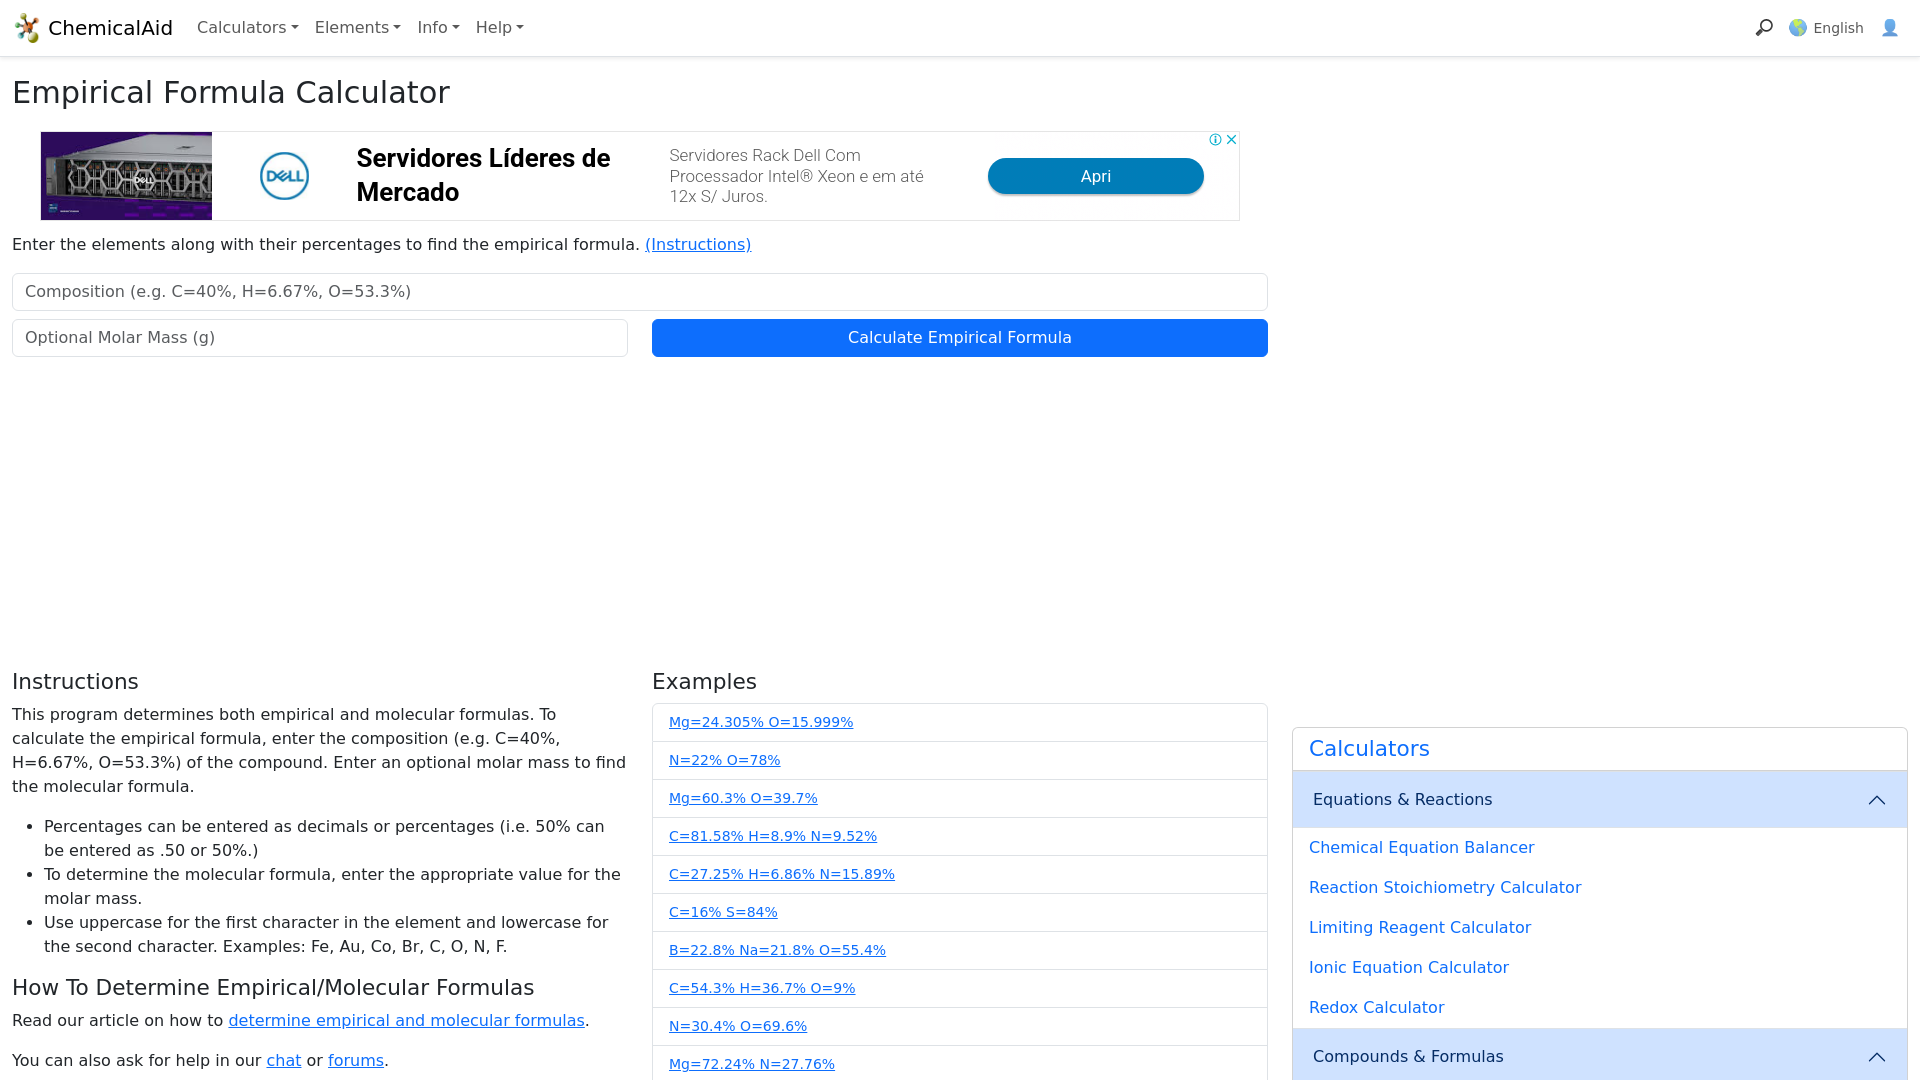 ChemicalAid Calculators Elements Info Help English
Empirical Formula Calculator
DELL
Servidores Líderes de
Mercado
Servidores Rack Dell Com
Processador Intel® Xeon e em até
12x S/ Juros.
Apri
Enter the elements along with their percentages to find the empirical formula. (Instructions)
Composition (e.g. C=40%, H=6.67%, O=53.3%)
Optional Molar Mass (g)
Calculate Empirical Formula
Instructions
This program determines both empirical and molecular formulas. To
calculate the empirical formula, enter the composition (e.g. C=40%,
H=6.67%, O=53.3%) of the compound. Enter an optional molar mass to find
the molecular formula.
• Percentages can be entered as decimals or percentages (i.e. 50% can
be entered as .50 or 50%.)
• To determine the molecular formula, enter the appropriate value for the
molar mass.
• Use uppercase for the first character in the element and lowercase for
the second character. Examples: Fe, Au, Co, Br, C, O, N, F.
How To Determine Empirical/Molecular Formulas
Read our article on how to determine empirical and molecular formulas.
You can also ask for help in our chat or forums.
Examples
Mg=24.305% O=15.999%
N=22% O=78%
Mg=60.3% O=39.7%
C=81.58% H=8.9% N=9.52%
C=27.25% H=6.86% N=15.89%
C=16% S=84%
B=22.8% Na=21.8% O=55.4%
C=54.3% H=36.7% O=9%
N=30.4% O=69.6%
Mg=72.24% N=27.76%
Calculators
Equations & Reactions
Chemical Equation Balancer
Reaction Stoichiometry Calculator
Limiting Reagent Calculator
Ionic Equation Calculator
Redox Calculator
Compounds & Formulas